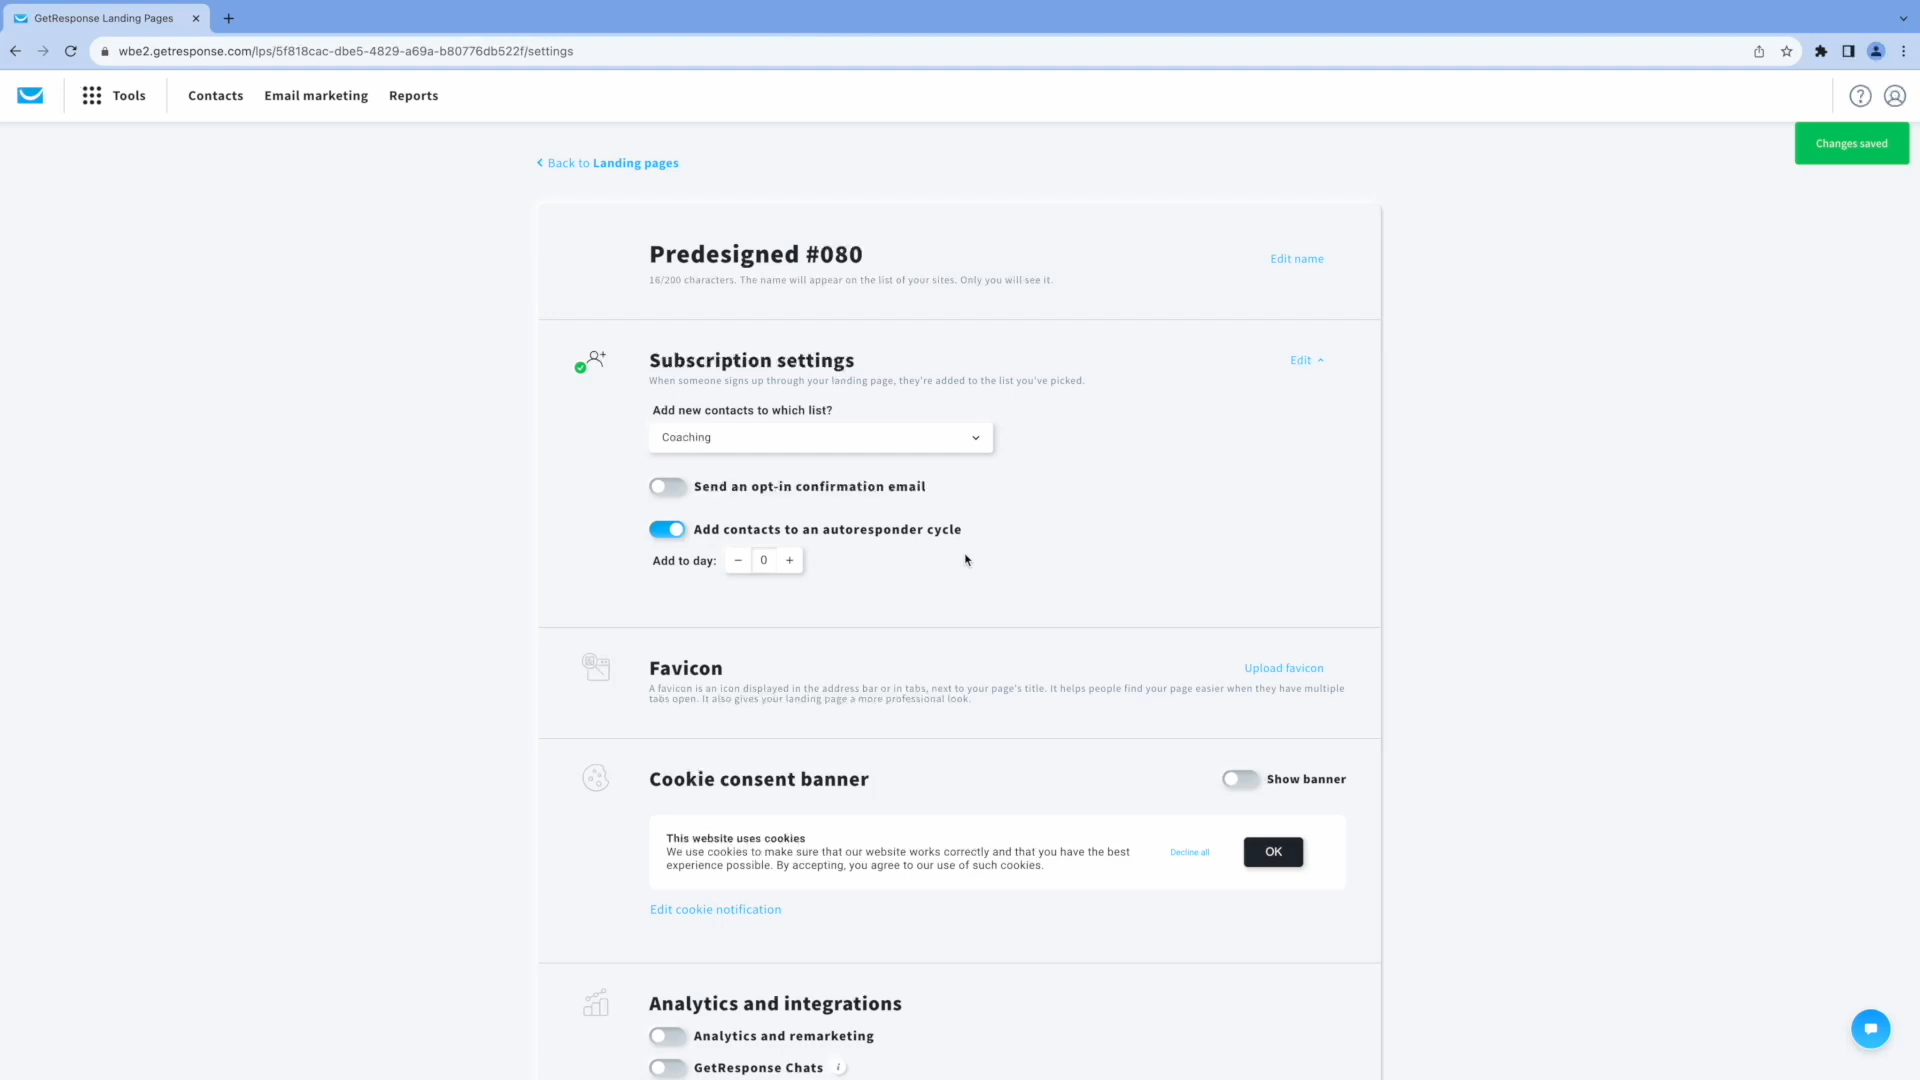 GetResponse Landing Pages
wbe2.getresponse.com/lps/5f818cac-dbe5-4829-a69a-b80776db522f/settings
Tools
Contacts
Email marketing
Reports
Changes saved
Back to Landing pages
Predesigned #080
Edit name
16/200 characters. The name will appear on the list of your sites. Only you will see it.
Subscription settings
Edit
When someone signs up through your landing page, they're added to the list you've picked.
Add new contacts to which list?
Coaching
Send an opt-in confirmation email
Add contacts to an autoresponder cycle
Add to day: − 0 +
Favicon
Upload favicon
A favicon is an icon displayed in the address bar or in tabs, next to your page's title. It helps people find your page easier when they have multiple
tabs open. It also gives your landing page a more professional look.
Cookie consent banner
Show banner
This website uses cookies
We use cookies to make sure that our website works correctly and that you have the best
experience possible. By accepting, you agree to our use of such cookies.
Decline all
OK
Edit cookie notification
Analytics and integrations
Analytics and remarketing
GetResponse Chats i